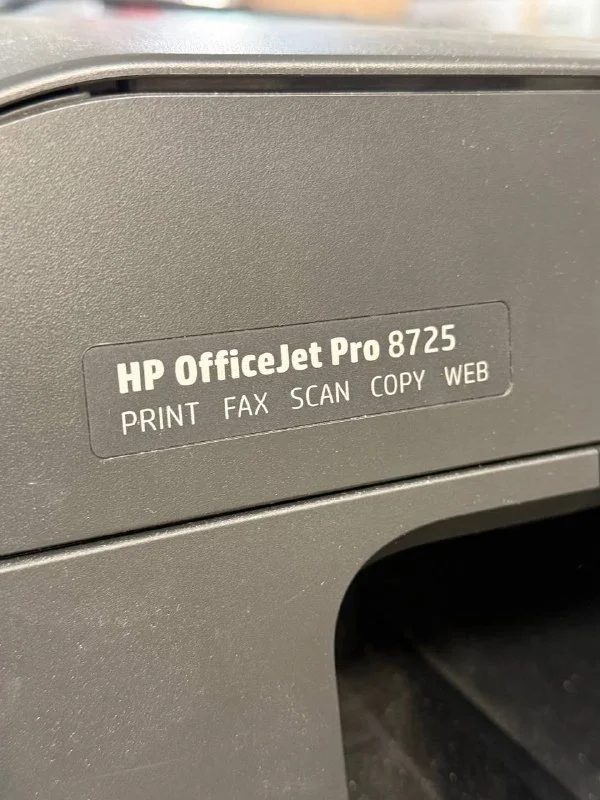 HP OfficeJet Pro 8725
PRINT FAX SCAN COPY WEB